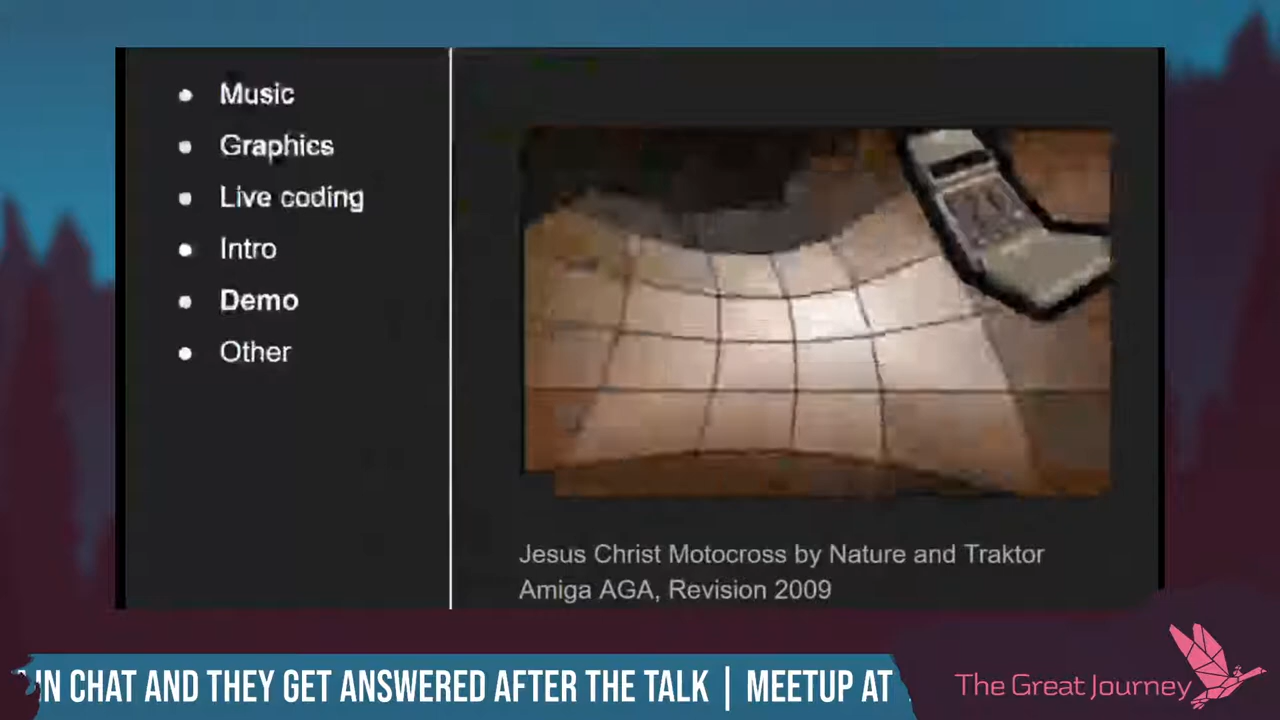 Music
Graphics
Live coding
Intro
Demo
Other
Jesus Christ Motocross by Nature and Traktor
Amiga AGA, Revision 2009
IN CHAT AND THEY GET ANSWERED AFTER THE TALK | MEETUP AT
The Great Journey